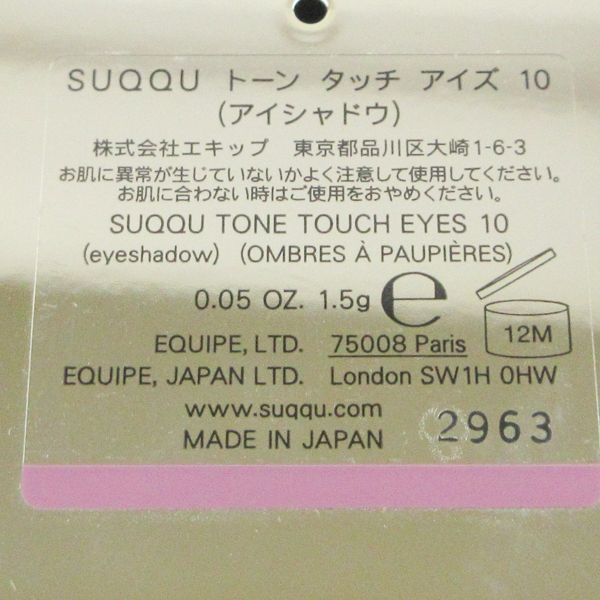 SUQQU トーン タッチ アイズ 10
(アイシャドウ)
株式会社エキップ 東京都品川区大崎1-6-3
お肌に異常が生じていないかよく注意して使用してください。
お肌に合わない時はご使用をおやめください。
SUQQU TONE TOUCH EYES 10
(eyeshadow) (OMBRES À PAUPIÈRES)
0.05 OZ. 1.5g e
12M
EQUIPE, LTD. 75008 Paris
EQUIPE, JAPAN LTD. London SW1H 0HW
www.suqqu.com
MADE IN JAPAN 2963